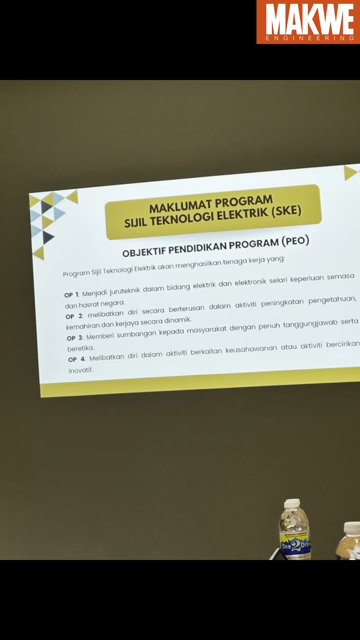 MAKWE
ENGINEERING
MAKLUMAT PROGRAM
SIJIL TEKNOLOGI ELEKTRIK (SKE)
OBJEKTIF PENDIDIKAN PROGRAM (PEO)
Program Sijil Teknologi Elektrik akan menghasilkan tenaga kerja yang:
OP 1: Menjadi juruteknik dalam bidang elektrik dan elektronik selari keperluan semasa
dan hasrat negara.
OP 2: melibatkan diri secara berterusan dalam aktiviti peningkatan pengetahuan,
kemahiran dan kerjaya secara dinamik.
OP 3: Memberi sumbangan kepada masyarakat dengan penuh tanggungjawab serta
beretika.
OP 4: Melibatkan diri dalam aktiviti berkaitan keusahawanan atau aktiviti bercirikan
inovatif.